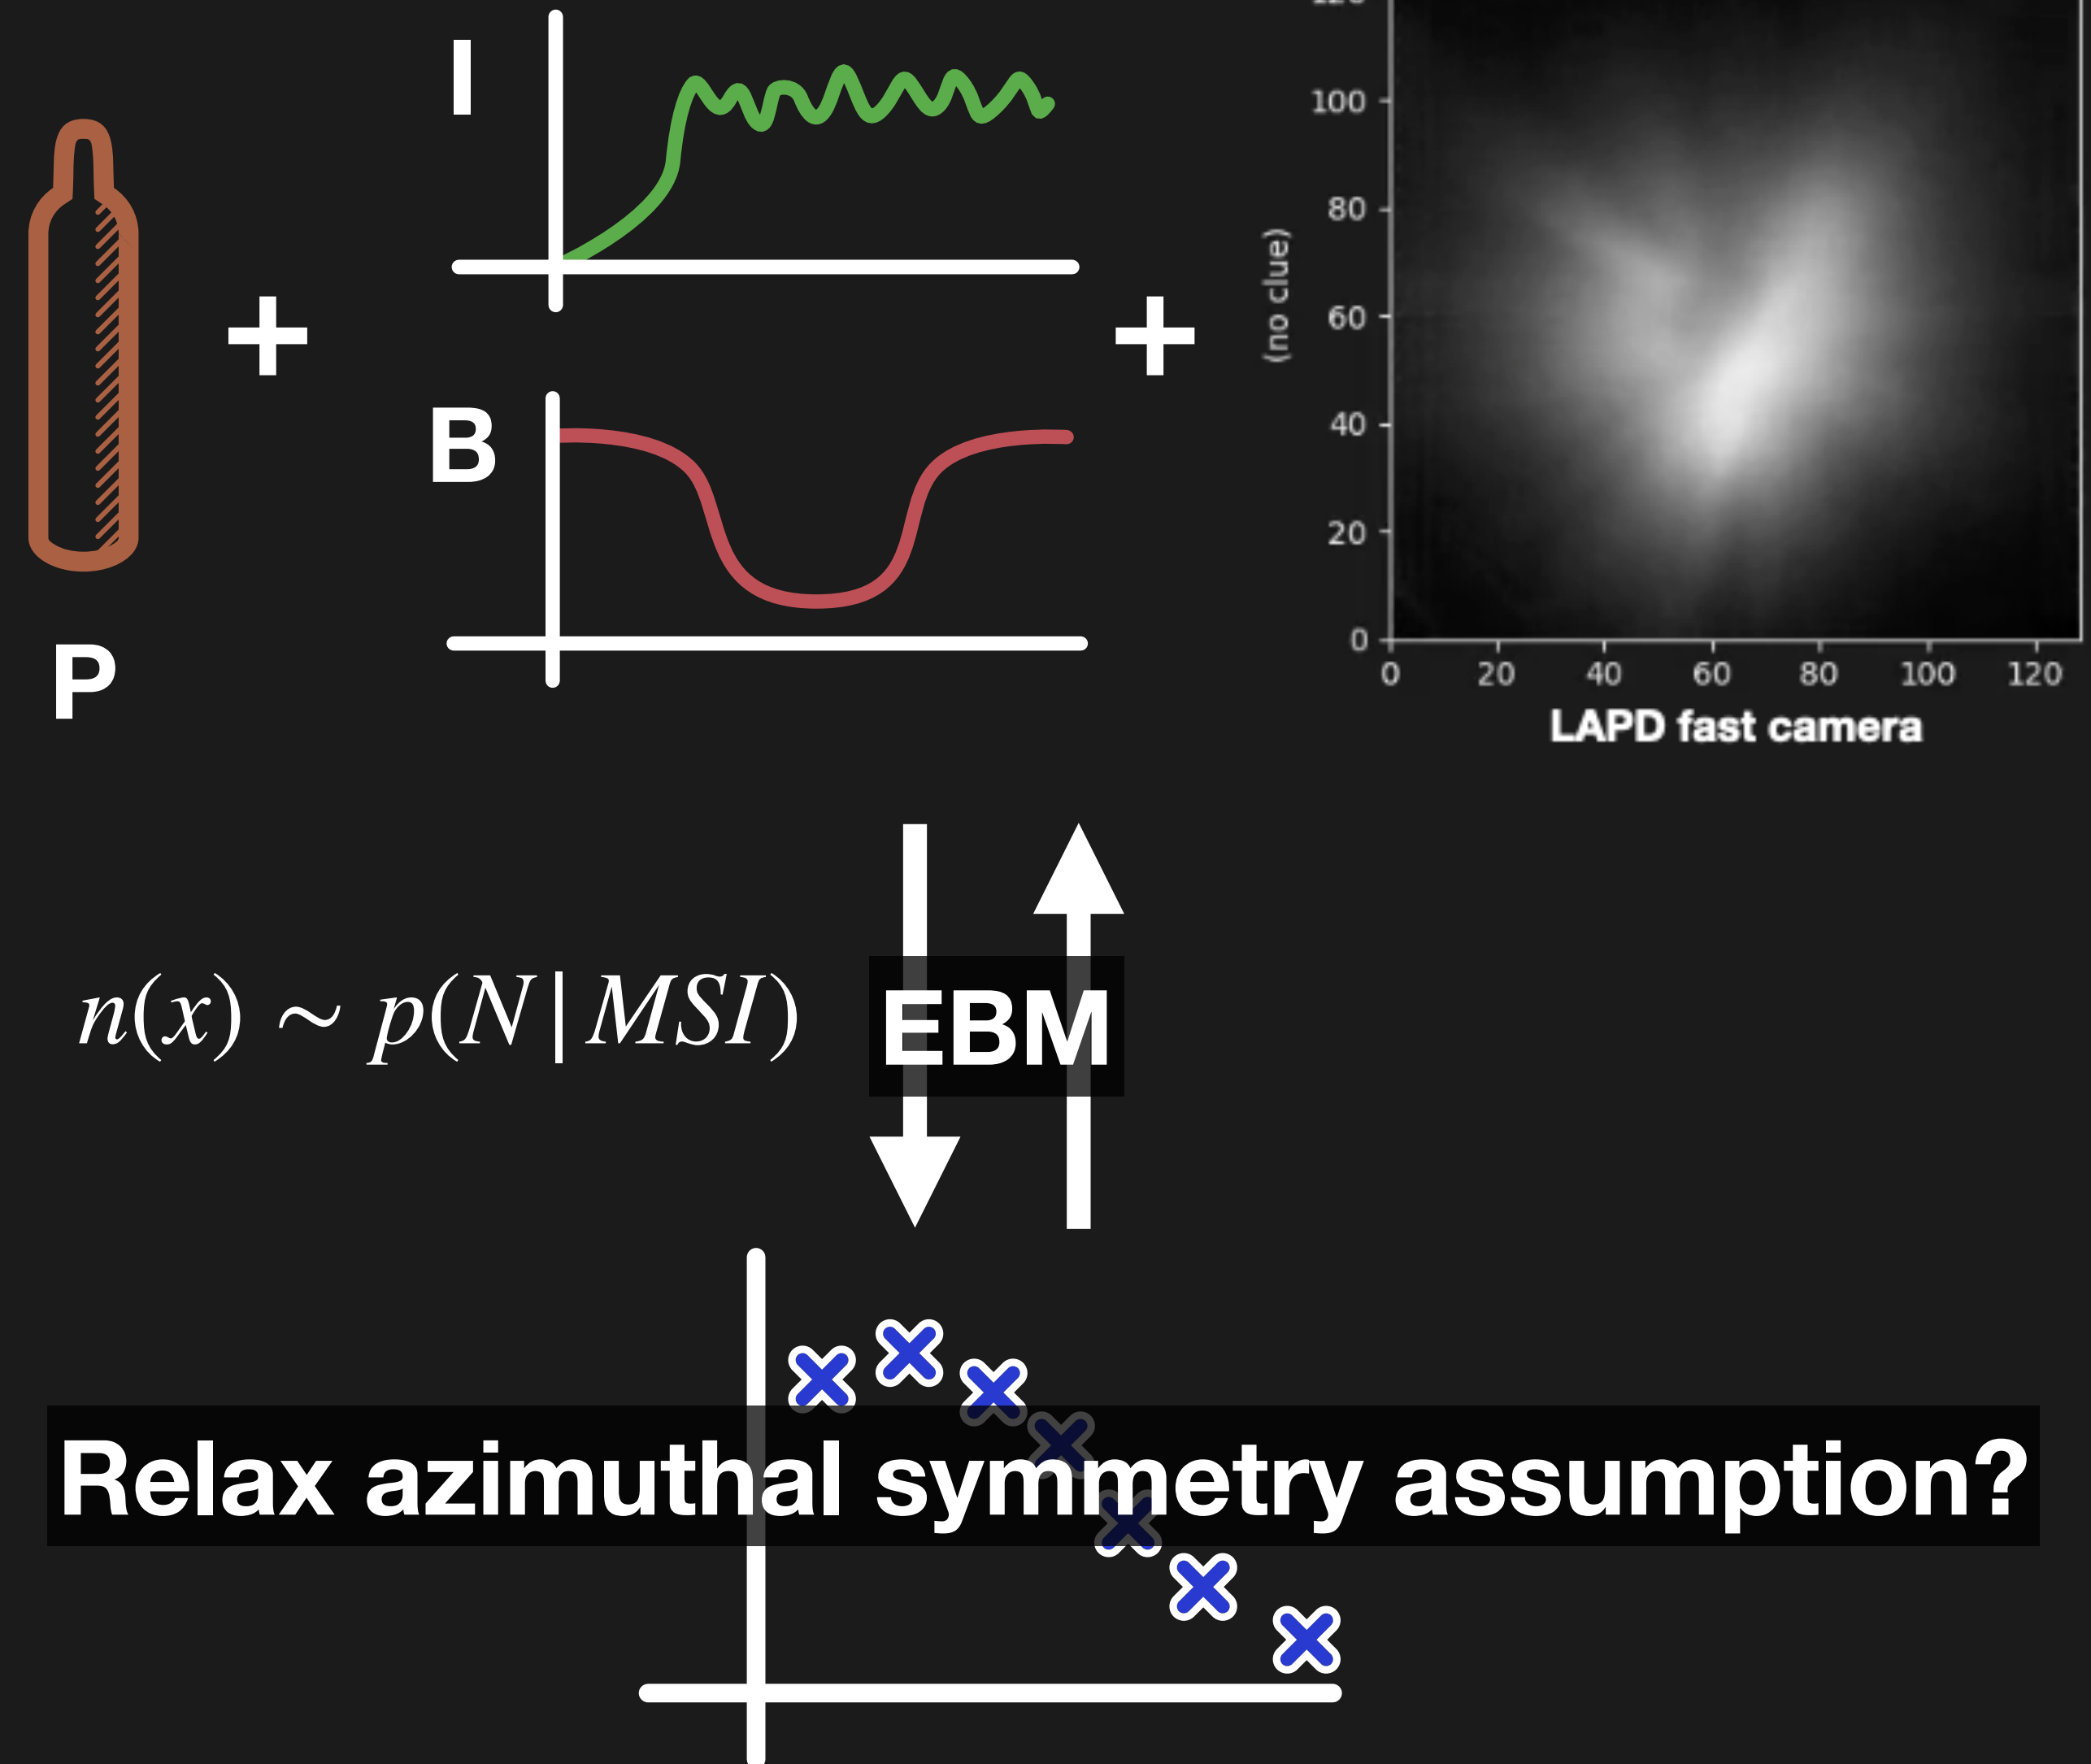 I
B
P
+
+
120
100
80
60
40
20
0
(no clue)
0 20 40 60 80 100 120
LAPD fast camera
n(x) ~ p(N|MSI)
EBM
Relax azimuthal symmetry assumption?